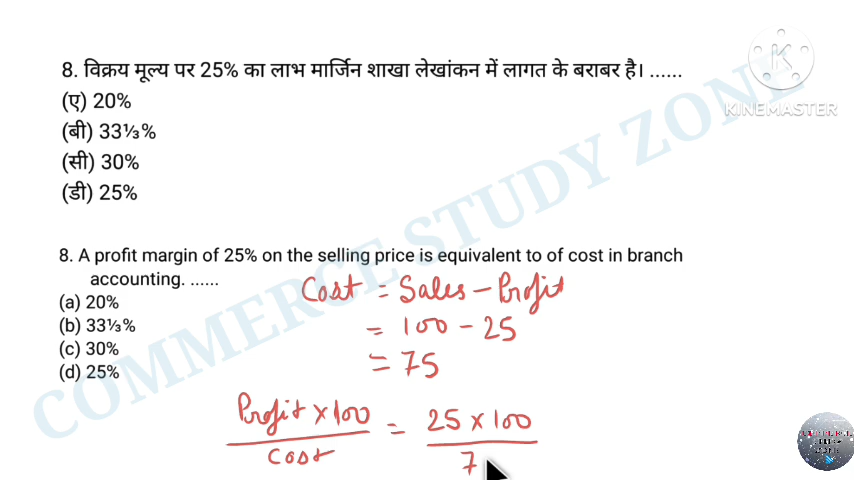 8. विक्रय मूल्य पर 25% का लाभ मार्जिन शाखा लेखांकन में लागत के बराबर है। ......
(ए) 20%
(बी) 33⅓%
(सी) 30%
(डी) 25%
8. A profit margin of 25% on the selling price is equivalent to of cost in branch
accounting. ......
(a) 20%
(b) 33⅓%
(c) 30%
(d) 25%
Cost = Sales - Profit
= 100 - 25
= 75
Profit × 100 = 25 × 100
cost 7
COMMERCE STUDY ZONE
KINEMASTER